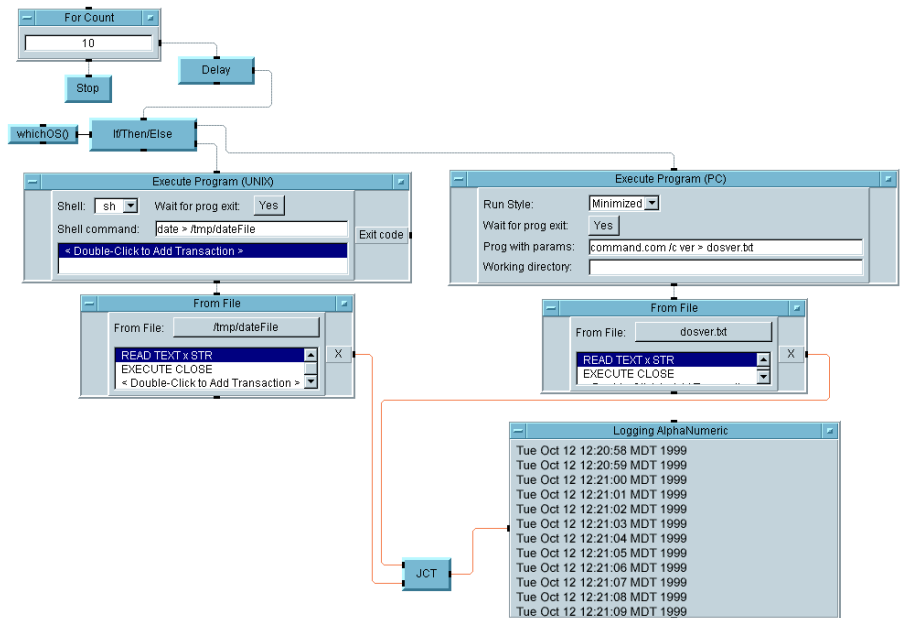 For Count
10
Delay
Stop
whichOS()
If/Then/Else
Execute Program (UNIX)
Shell: sh Wait for prog exit: Yes
Shell command: date > /tmp/dateFile
Exit code
< Double-Click to Add Transaction >
Execute Program (PC)
Run Style: Minimized
Wait for prog exit: Yes
Prog with params: command.com /c ver > dosver.txt
Working directory:
From File
From File: /tmp/dateFile
READ TEXT x STR
EXECUTE CLOSE
< Double-Click to Add Transaction >
X
From File
From File: dosver.txt
READ TEXT x STR
EXECUTE CLOSE
X
Logging AlphaNumeric
Tue Oct 12 12:20:58 MDT 1999
Tue Oct 12 12:20:59 MDT 1999
Tue Oct 12 12:21:00 MDT 1999
Tue Oct 12 12:21:01 MDT 1999
Tue Oct 12 12:21:02 MDT 1999
Tue Oct 12 12:21:03 MDT 1999
Tue Oct 12 12:21:04 MDT 1999
Tue Oct 12 12:21:05 MDT 1999
Tue Oct 12 12:21:06 MDT 1999
Tue Oct 12 12:21:07 MDT 1999
Tue Oct 12 12:21:08 MDT 1999
Tue Oct 12 12:21:09 MDT 1999
JCT